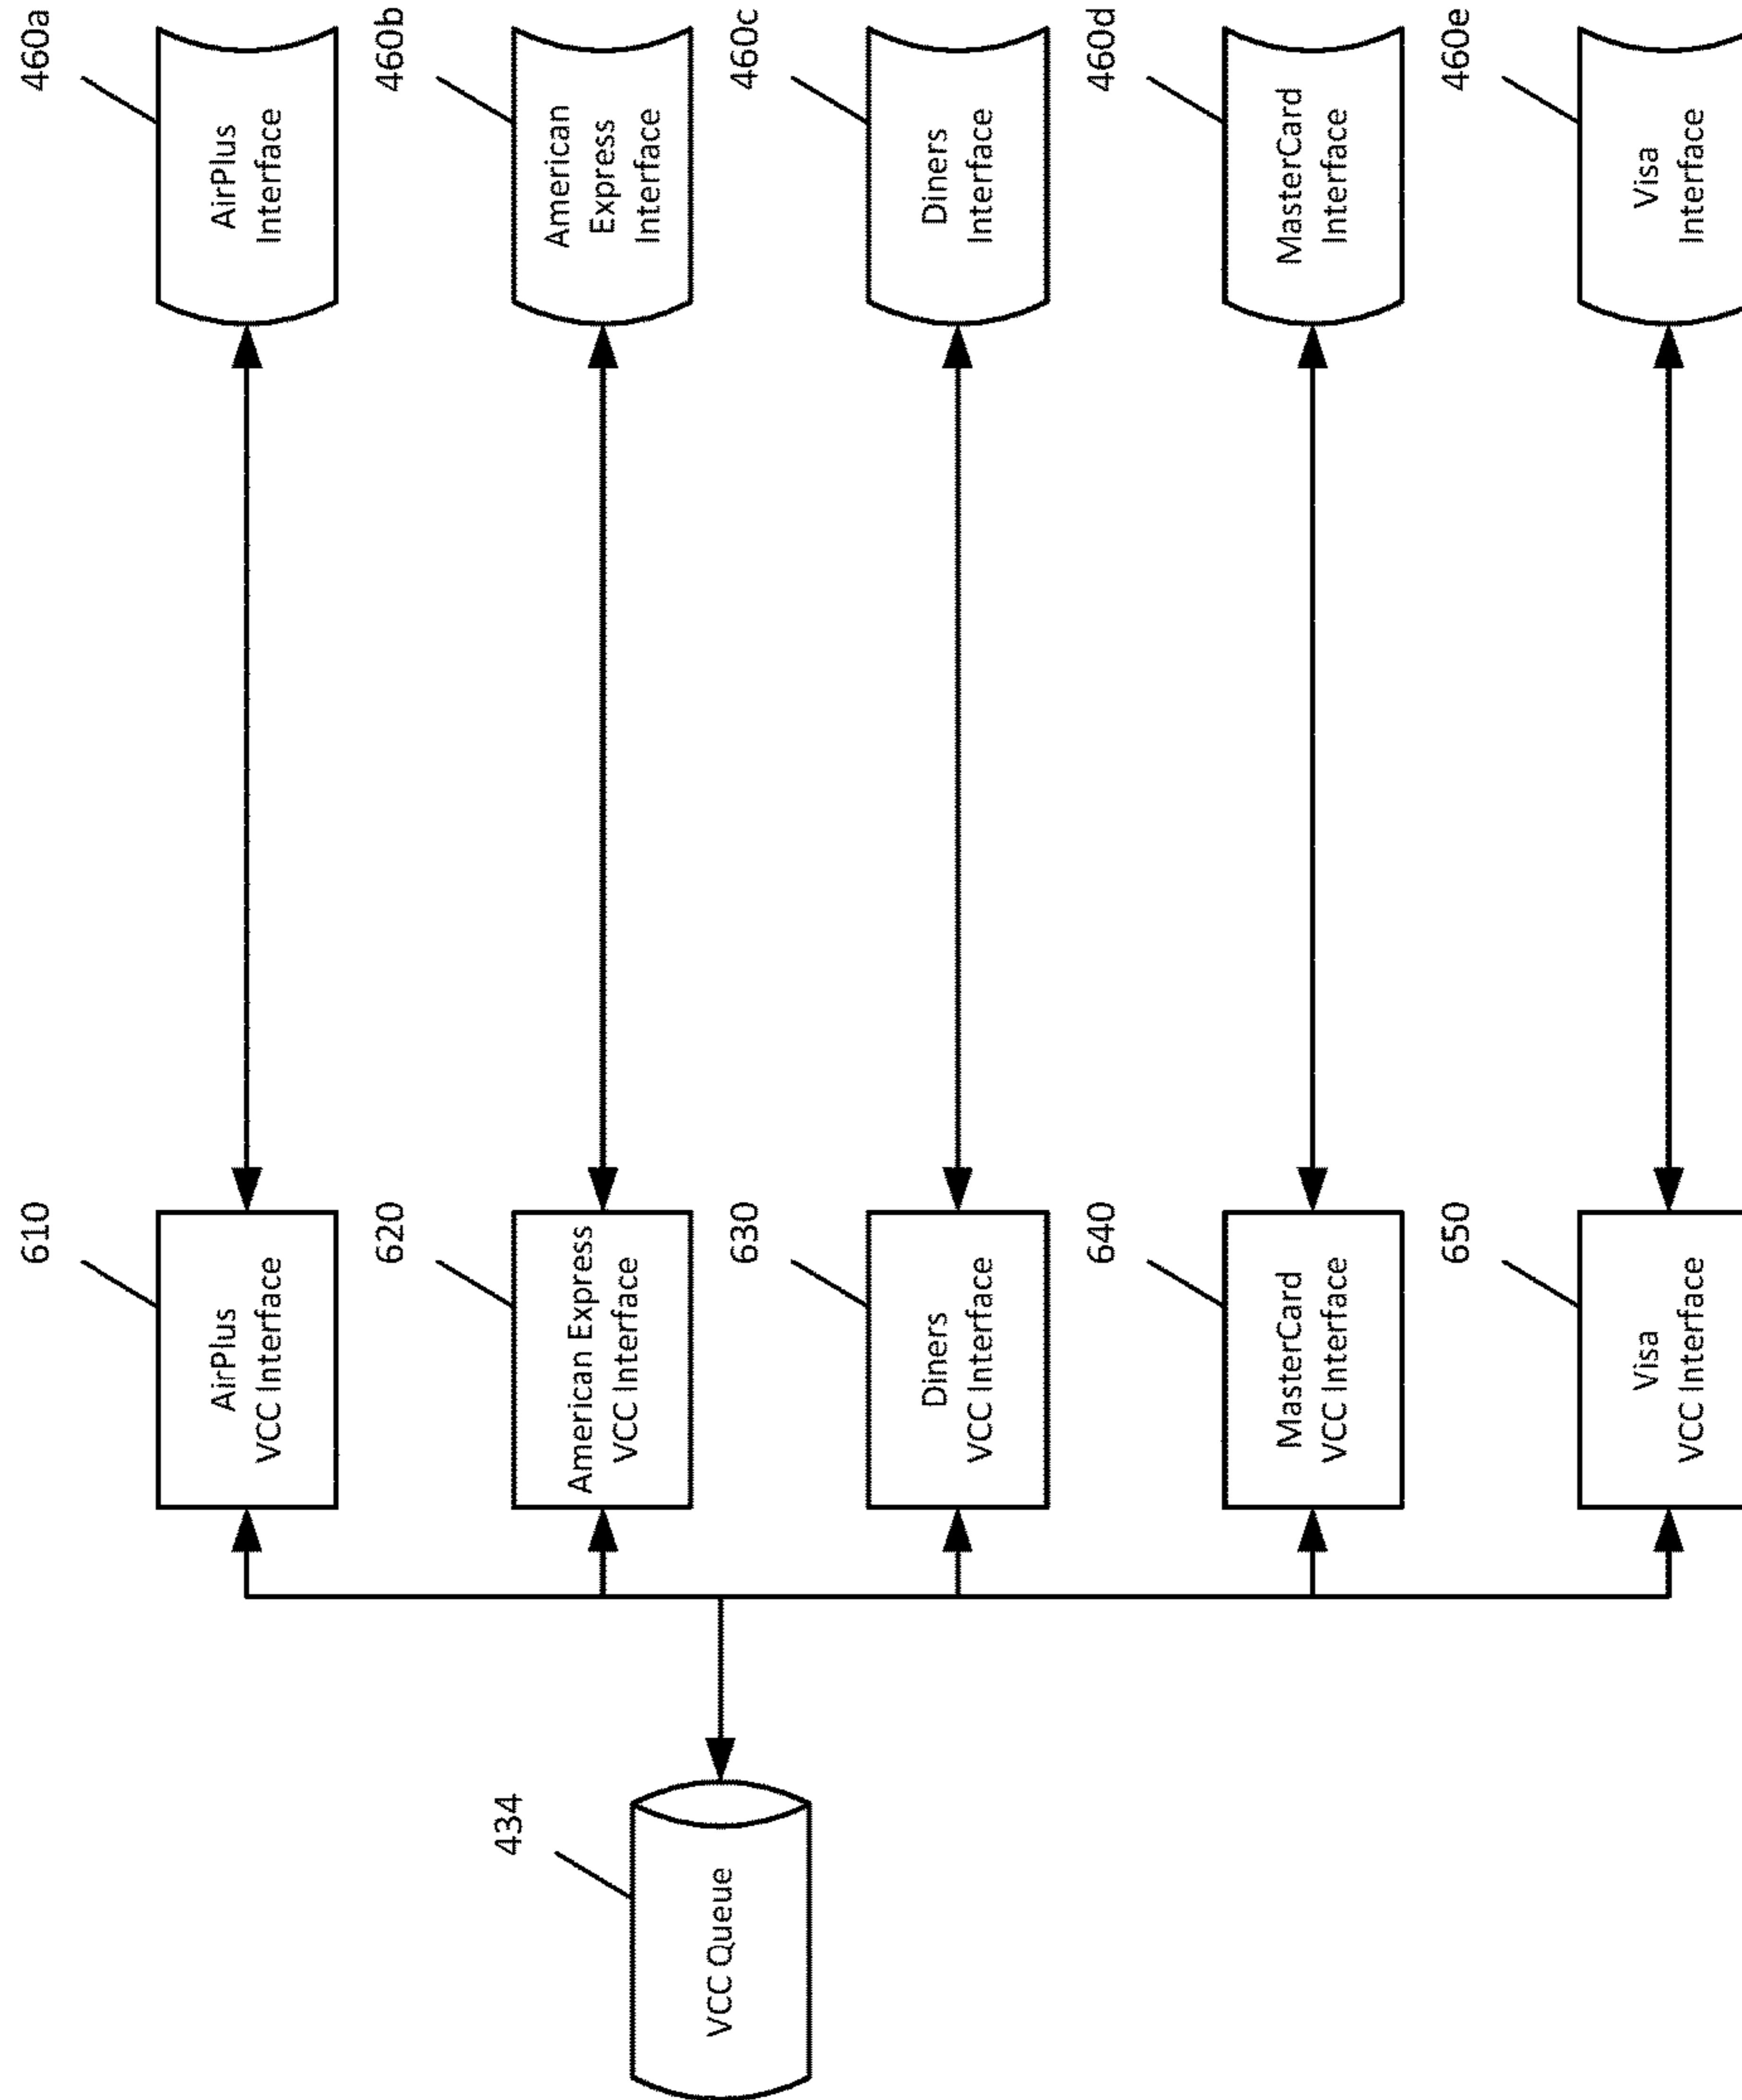 434
VCC Queue
610
AirPlus
VCC Interface
460a
AirPlus
Interface
620
American Express
VCC Interface
460b
American
Express
Interface
630
Diners
VCC Interface
460c
Diners
Interface
640
MasterCard
VCC Interface
460d
MasterCard
Interface
650
Visa
VCC Interface
460e
Visa
Interface